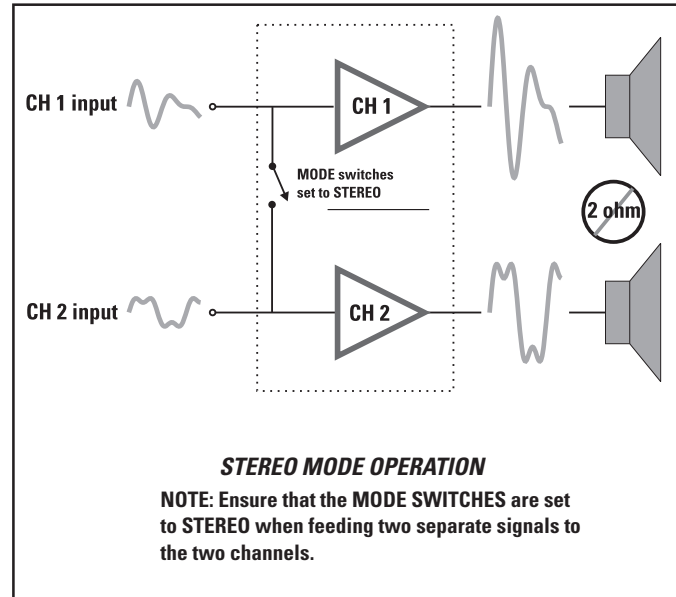 CH 1 input
CH 1
MODE switches
set to STEREO
2 ohm
CH 2 input
CH 2
STEREO MODE OPERATION
NOTE: Ensure that the MODE SWITCHES are set
to STEREO when feeding two separate signals to
the two channels.